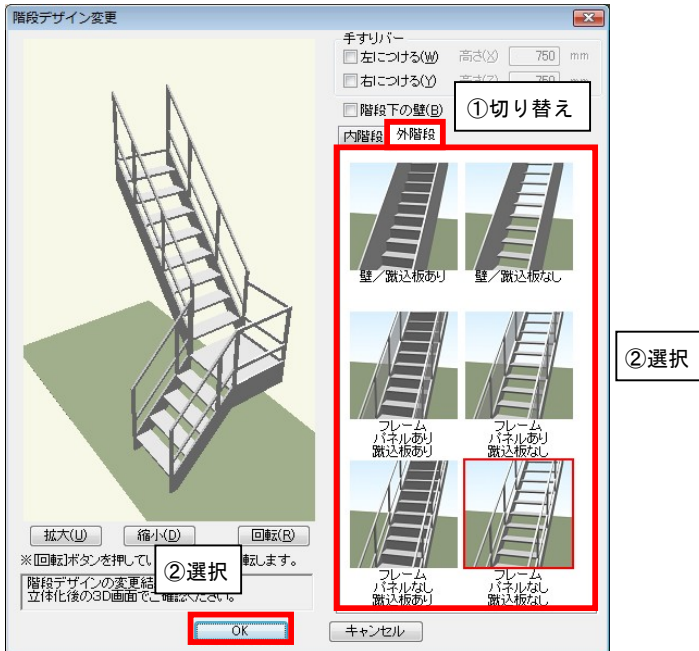 階段デザイン変更
手すりバー
左につける(W) 高さ(X) 750 mm
右につける(Y) 高さ(Z) 750 mm
階段下の壁(B)
①切り替え
内階段 外階段
壁/蹴込板あり 壁/蹴込板なし
②選択
フレーム
パネルあり
蹴込板あり
フレーム
パネルあり
蹴込板なし
フレーム
パネルなし
蹴込板あり
フレーム
パネルなし
蹴込板なし
拡大(U) 縮小(D) 回転(R)
※[回転]ボタンを押してい 転します。
②選択
階段デザインの変更結
立体化後の3D画面でご確認ください。
OK キャンセル